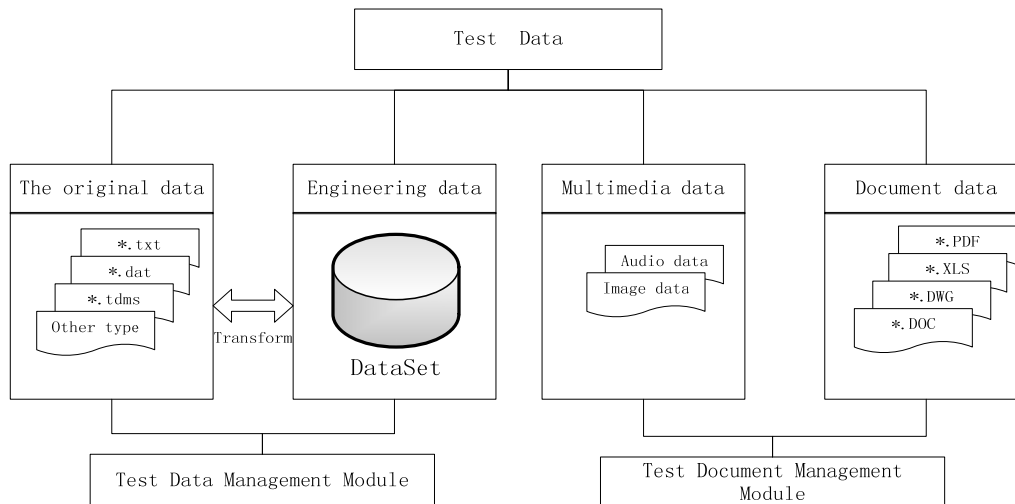 Test Data
The original data
*.txt
*.dat
*.tdms
Other type
Transform
Engineering data
DataSet
Multimedia data
Audio data
Image data
Document data
*.PDF
*.XLS
*.DWG
*.DOC
Test Data Management Module
Test Document Management
Module